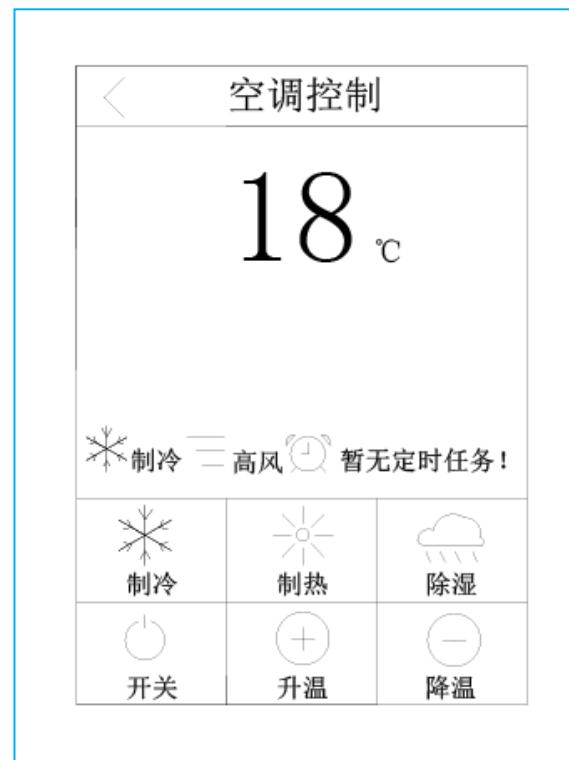 空调控制
18 ℃
制冷 高风 暂无定时任务！
制冷 制热 除湿
开关 升温 降温